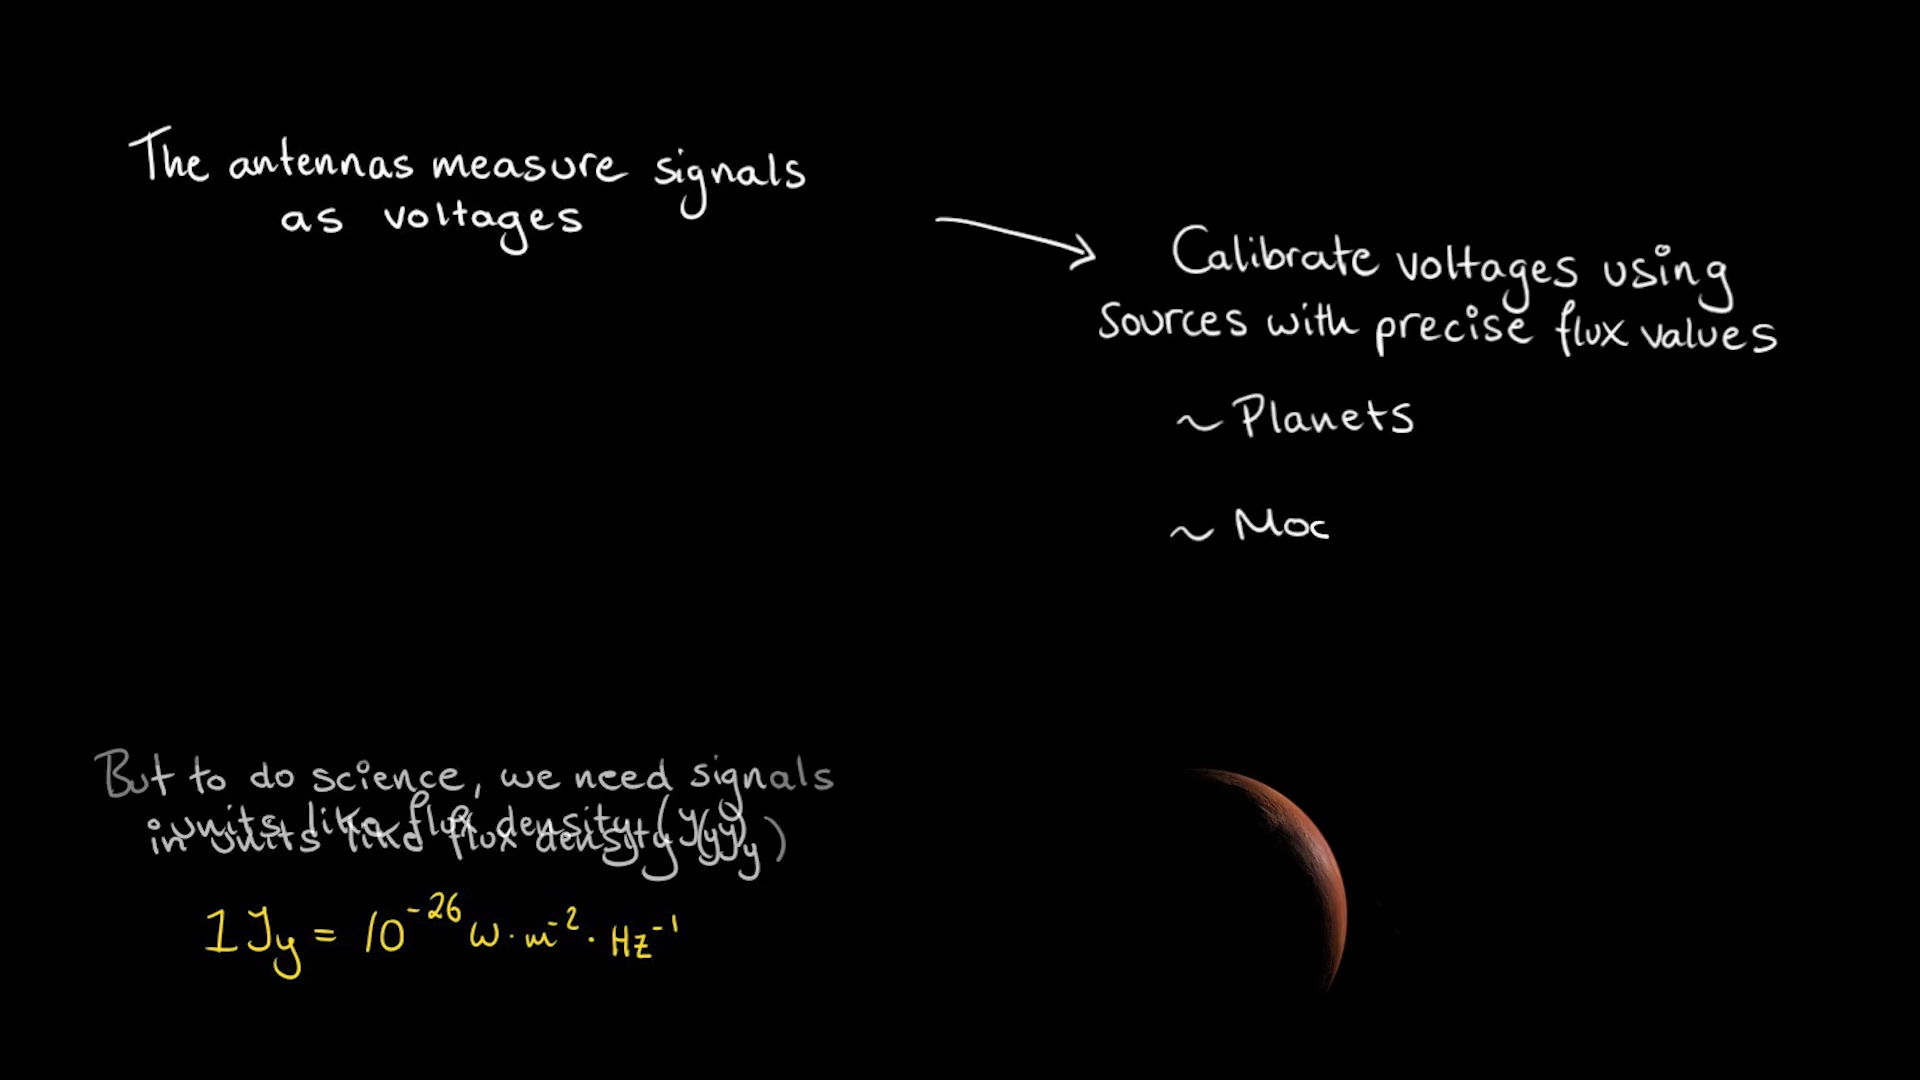 The antennas measure signals
as voltages
Calibrate voltages using
sources with precise flux values
~ Planets
~ Moc
But to do science, we need signals
in units like flux density (Jy)
1 Jy = 10⁻²⁶ W · m⁻² · Hz⁻¹